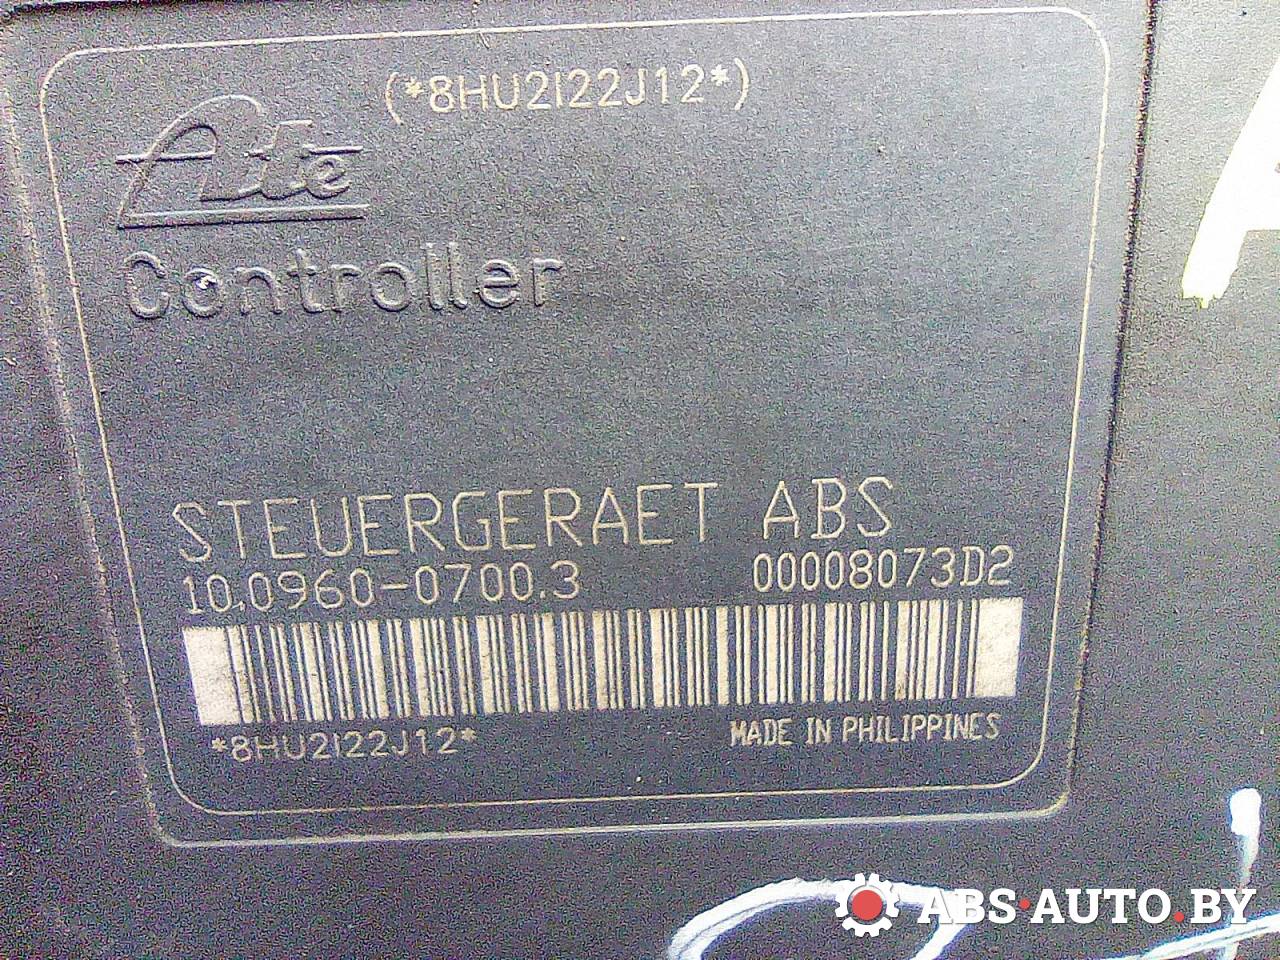 (*8HU2I22J12*)
Ate
Controller
STEUERGERAET ABS
10.0960-0700.3 00008073D2
*8HU2I22J12* MADE IN PHILIPPINES
ABS·AUTO.BY